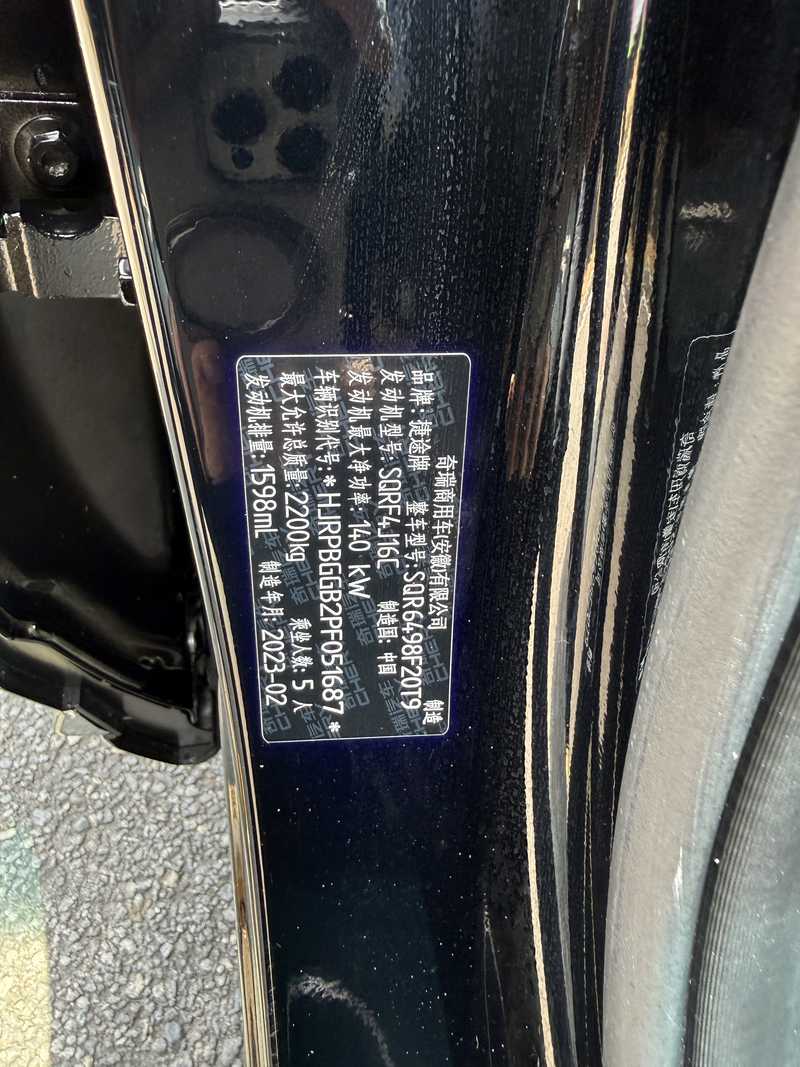 奇瑞商用车(安徽)有限公司 制造
品牌:捷途牌 整车型号:SQR6498F20T9
发动机型号:SQRF4J16C 制造国:中国
发动机最大净功率:140 kW
车辆识别代号:*HJRPBGGB2PF051687*
最大允许总质量:2200kg 乘坐人数:5 人
发动机排量:1598mL 制造年月:2023-02